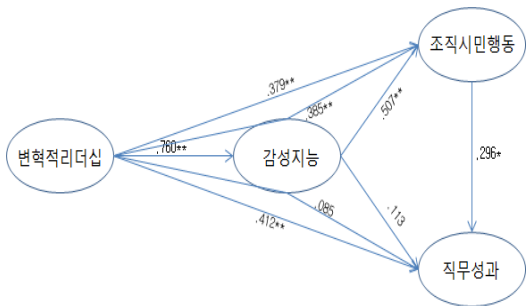 조직시민행동
.379**
.385**
.507**
변혁적리더십
.760**
감성지능
.296*
.085
.113
.412**
직무성과